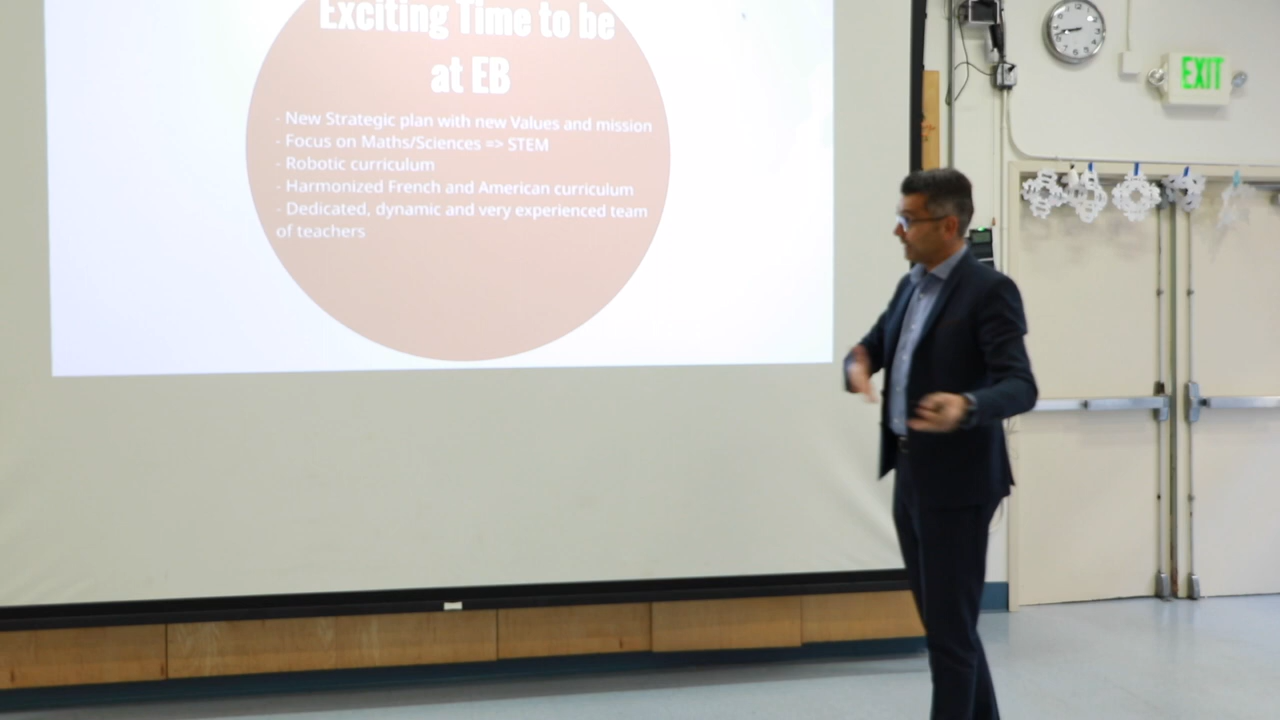 Exciting Time to be
at EB
- New Strategic plan with new Values and mission
- Focus on Maths/Sciences => STEM
- Robotic curriculum
- Harmonized French and American curriculum
- Dedicated, dynamic and very experienced team
of teachers
EXIT